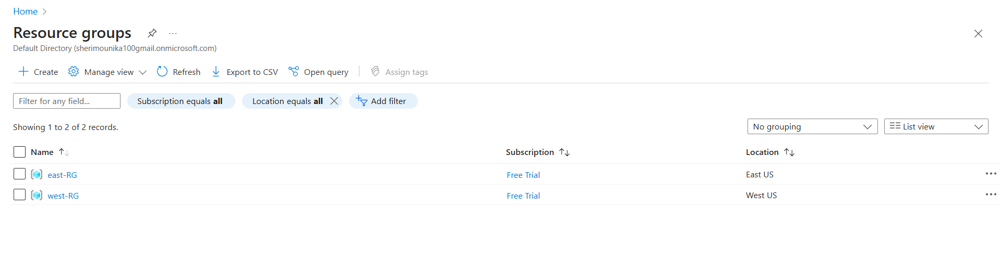 Home
Resource groups
Default Directory (sherimounika100gmail.onmicrosoft.com)
Create Manage view Refresh Export to CSV Open query Assign tags
Filter for any field... Subscription equals all Location equals all Add filter
Showing 1 to 2 of 2 records. No grouping List view
Name Subscription Location
east-RG Free Trial East US
west-RG Free Trial West US